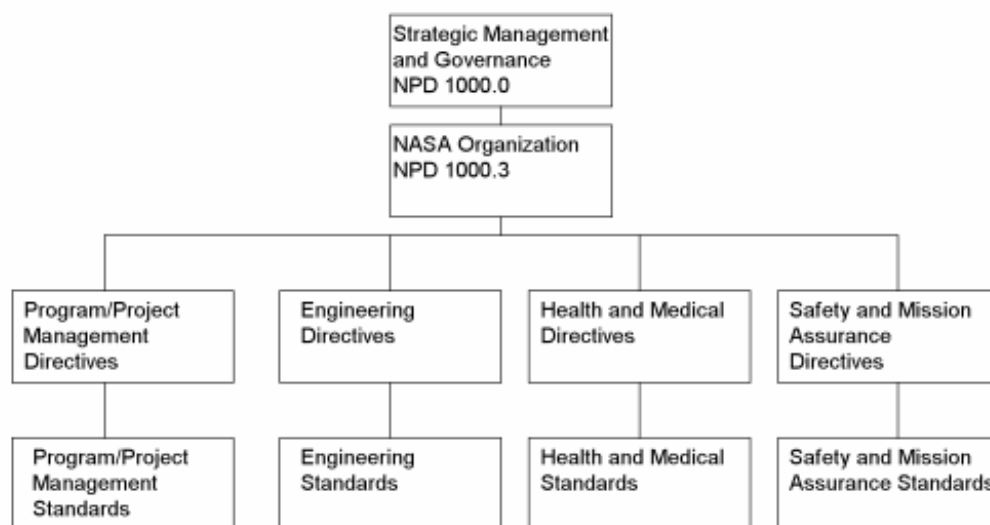 Strategic Management
and Governance
NPD 1000.0
NASA Organization
NPD 1000.3
Program/Project
Management
Directives
Engineering
Directives
Health and Medical
Directives
Safety and Mission
Assurance
Directives
Program/Project
Management
Standards
Engineering
Standards
Health and Medical
Standards
Safety and Mission
Assurance Standards